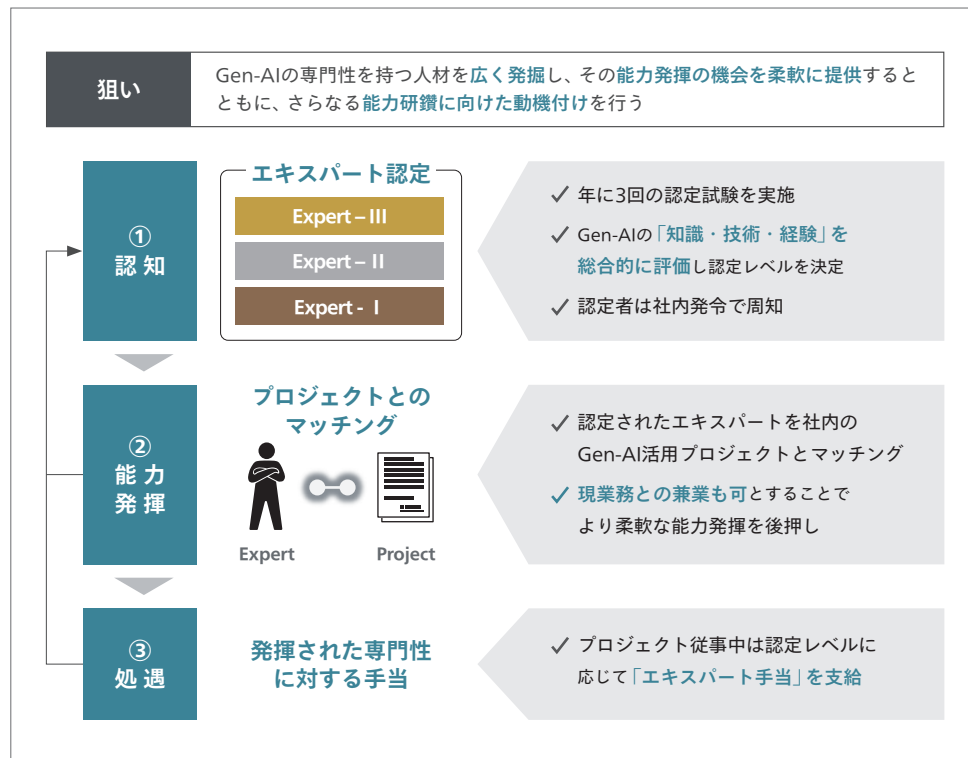 狙い
Gen-AIの専門性を持つ人材を広く発掘し、その能力発揮の機会を柔軟に提供すると
ともに、さらなる能力研鑽に向けた動機付けを行う
①
認知
エキスパート認定
Expert – III
Expert – II
Expert - I
✓ 年に3回の認定試験を実施
✓ Gen-AIの「知識・技術・経験」を
総合的に評価し認定レベルを決定
✓ 認定者は社内発令で周知
②
能力
発揮
プロジェクトとの
マッチング
Expert
Project
✓ 認定されたエキスパートを社内の
Gen-AI活用プロジェクトとマッチング
✓ 現業務との兼業も可とすることで
より柔軟な能力発揮を後押し
③
処遇
発揮された専門性
に対する手当
✓ プロジェクト従事中は認定レベルに
応じて「エキスパート手当」を支給